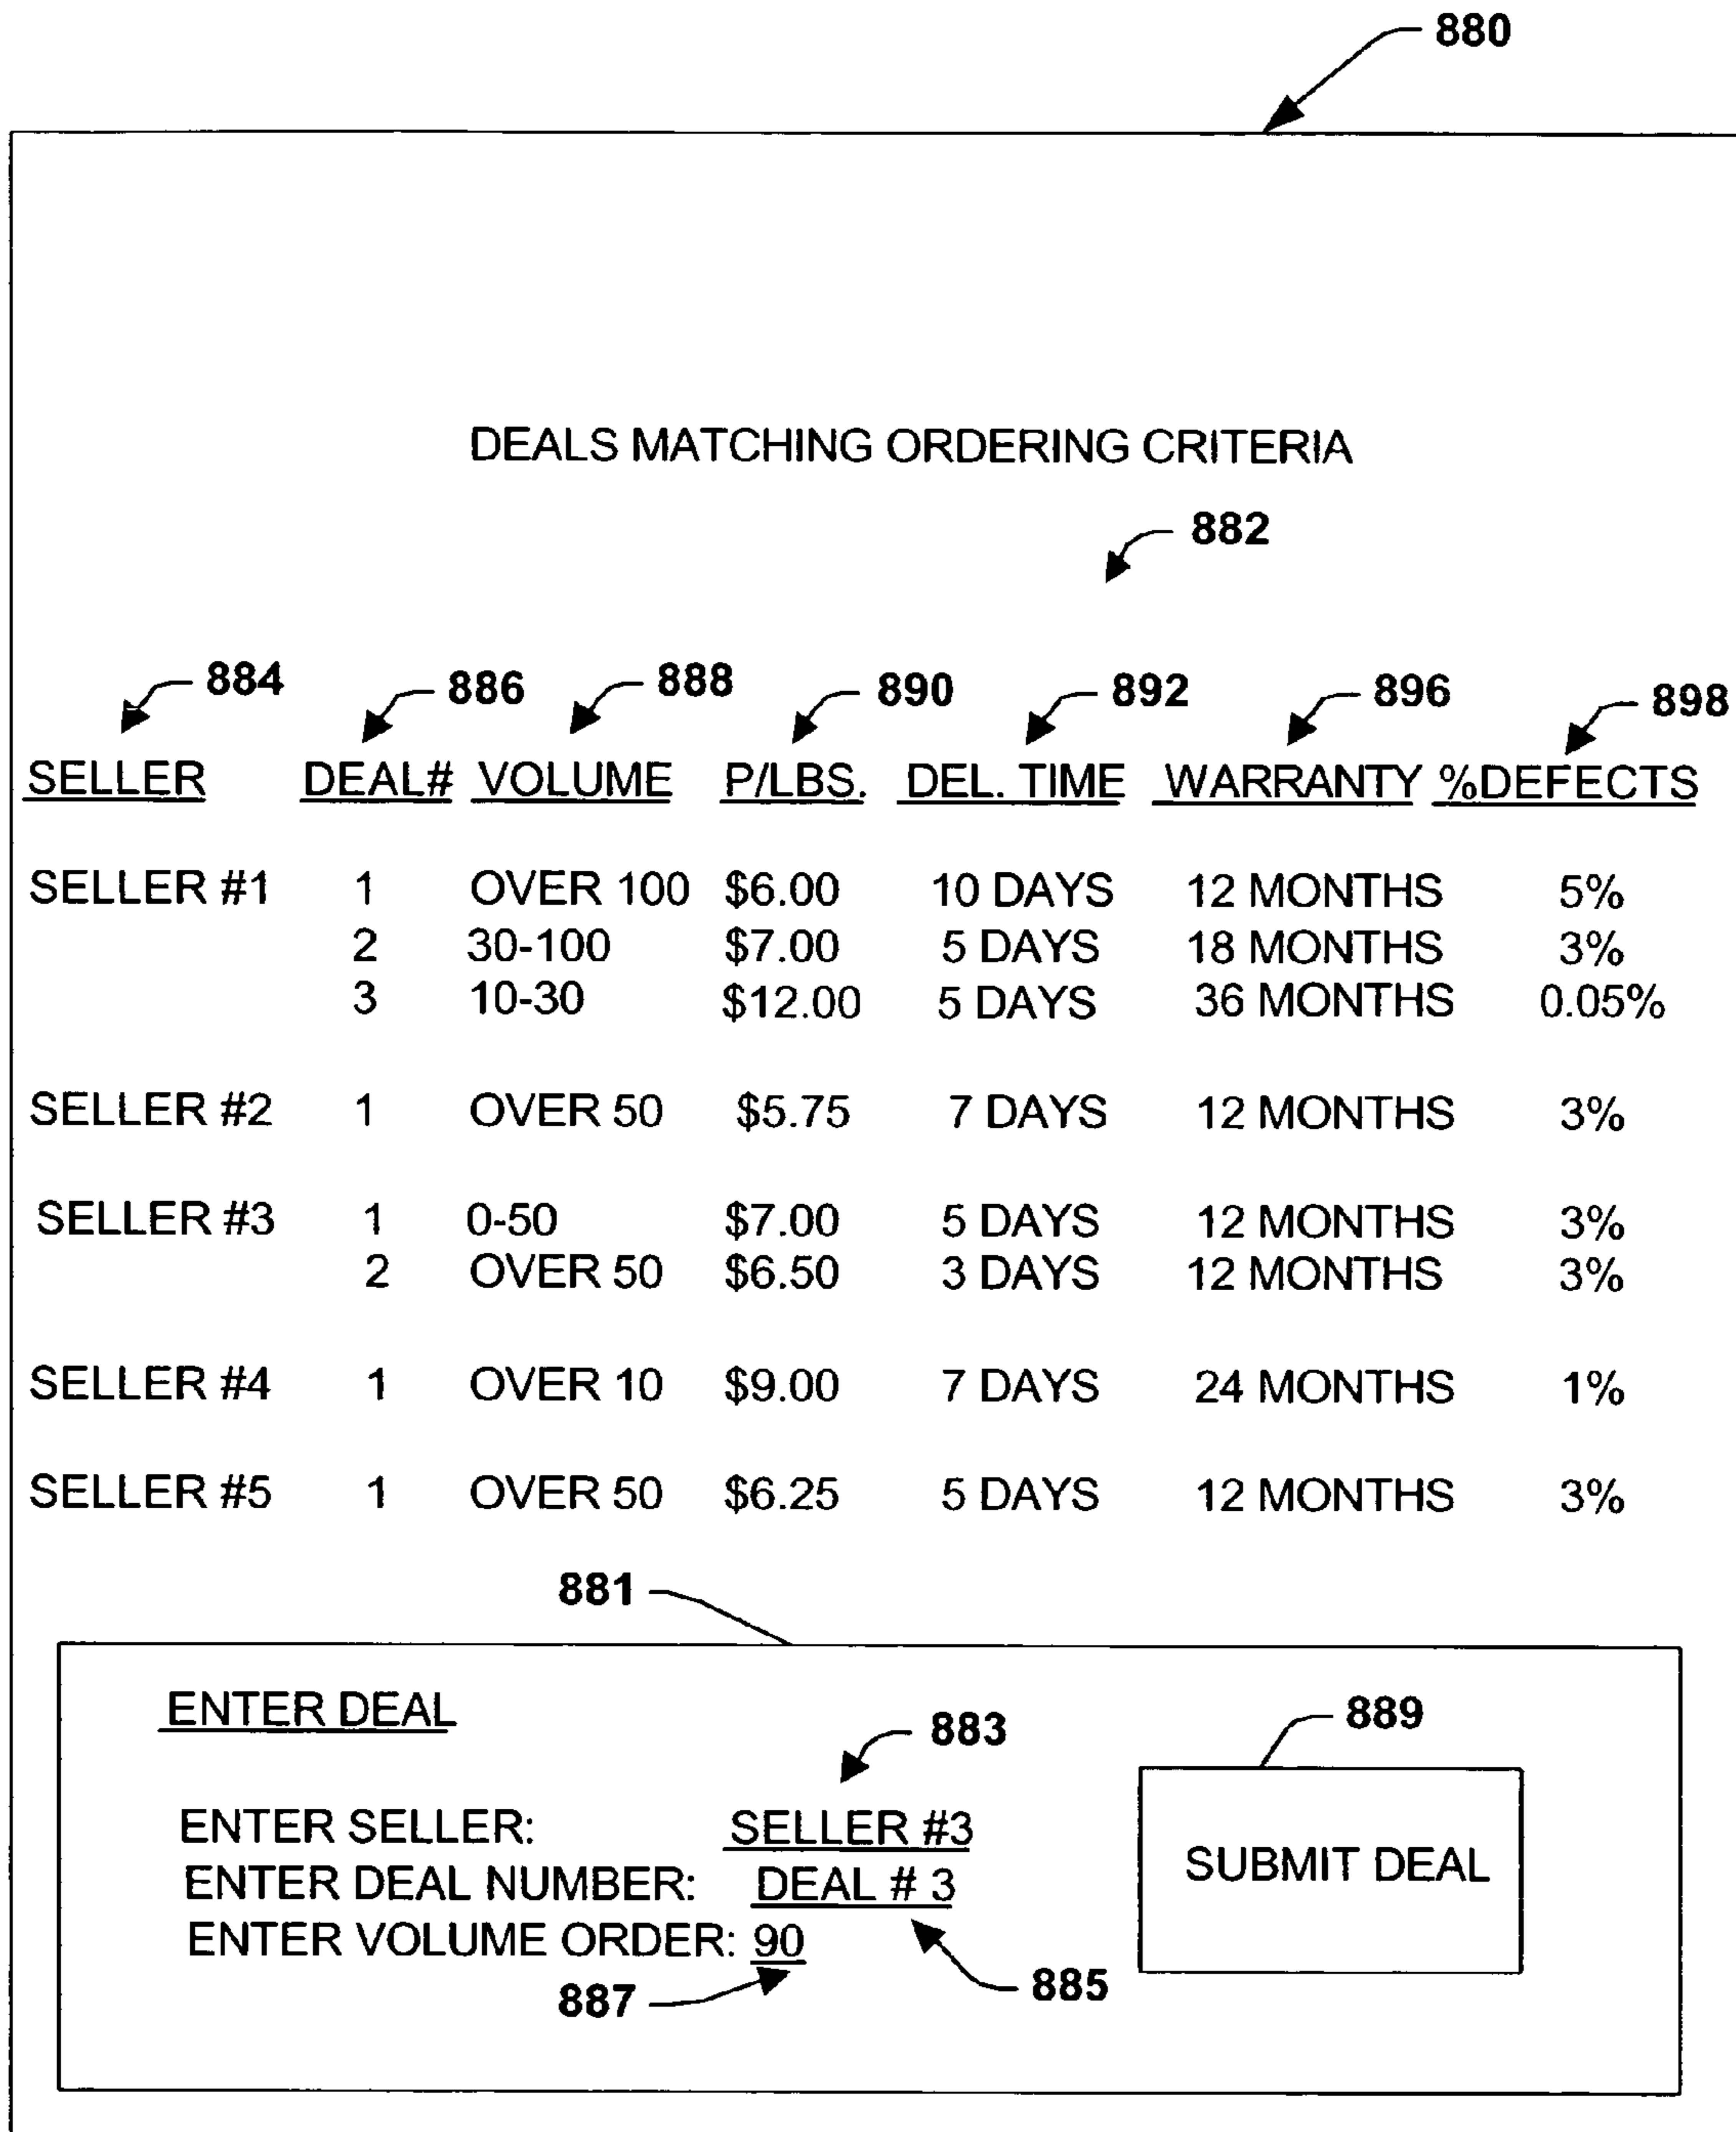 880
DEALS MATCHING ORDERING CRITERIA
882
884 886 888 890 892 896 898
SELLER DEAL# VOLUME P/LBS. DEL. TIME WARRANTY %DEFECTS
SELLER #1 1 OVER 100 $6.00 10 DAYS 12 MONTHS 5%
2 30-100 $7.00 5 DAYS 18 MONTHS 3%
3 10-30 $12.00 5 DAYS 36 MONTHS 0.05%
SELLER #2 1 OVER 50 $5.75 7 DAYS 12 MONTHS 3%
SELLER #3 1 0-50 $7.00 5 DAYS 12 MONTHS 3%
2 OVER 50 $6.50 3 DAYS 12 MONTHS 3%
SELLER #4 1 OVER 10 $9.00 7 DAYS 24 MONTHS 1%
SELLER #5 1 OVER 50 $6.25 5 DAYS 12 MONTHS 3%
881
ENTER DEAL
883
889
ENTER SELLER: SELLER #3
ENTER DEAL NUMBER: DEAL # 3
ENTER VOLUME ORDER: 90
SUBMIT DEAL
887
885